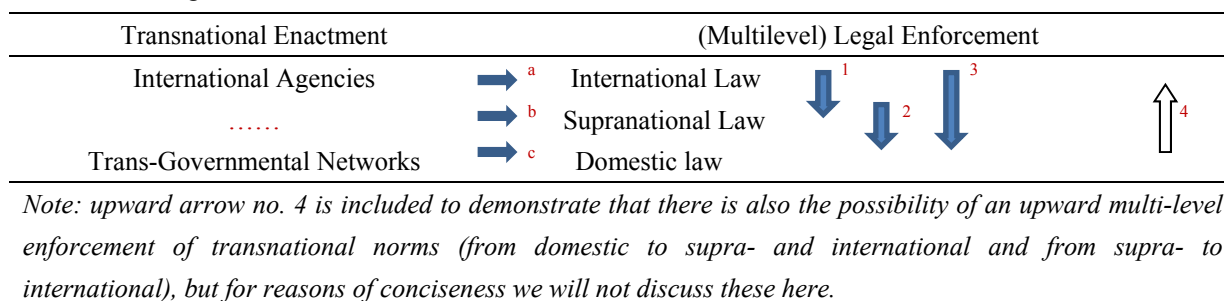 Transnational Enactment (Multilevel) Legal Enforcement
International Agencies a International Law 1 3
...... b Supranational Law 2 4
Trans-Governmental Networks c Domestic law
Note: upward arrow no. 4 is included to demonstrate that there is also the possibility of an upward multi-level
enforcement of transnational norms (from domestic to supra- and international and from supra- to
international), but for reasons of conciseness we will not discuss these here.